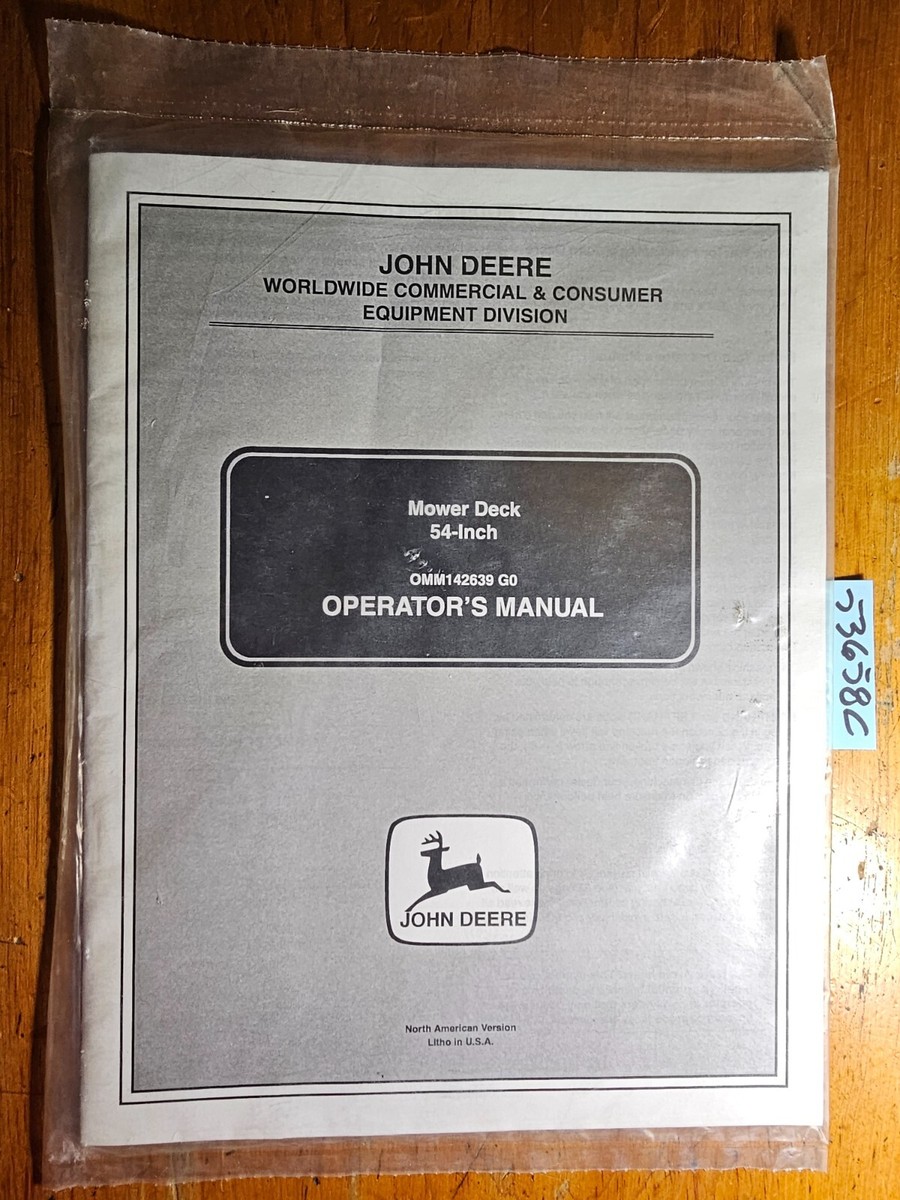 JOHN DEERE
WORLDWIDE COMMERCIAL & CONSUMER
EQUIPMENT DIVISION
Mower Deck
54-Inch
OMM142639 G0
OPERATOR'S MANUAL
JOHN DEERE
North American Version
Litho in U.S.A.
J3658C